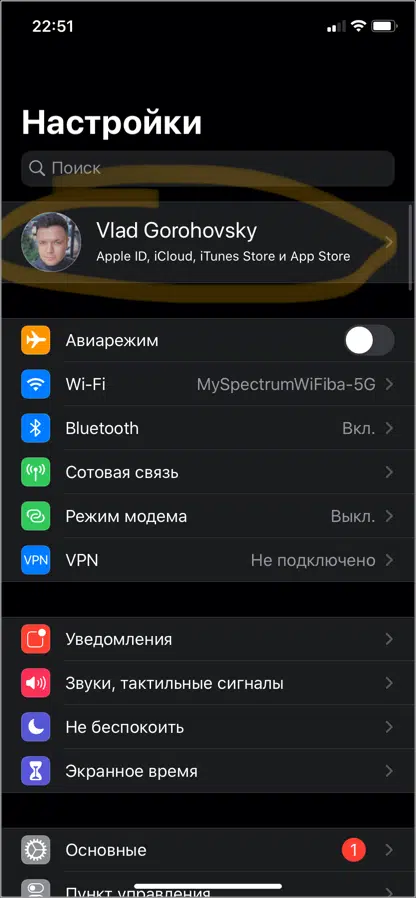 22:51
Настройки
Поиск
Vlad Gorohovsky
Apple ID, iCloud, iTunes Store и App Store
Авиарежим
Wi-Fi MySpectrumWiFiba-5G
Bluetooth Вкл.
Сотовая связь
Режим модема Выкл.
VPN VPN Не подключено
Уведомления
Звуки, тактильные сигналы
Не беспокоить
Экранное время
Основные 1
Пункт управления